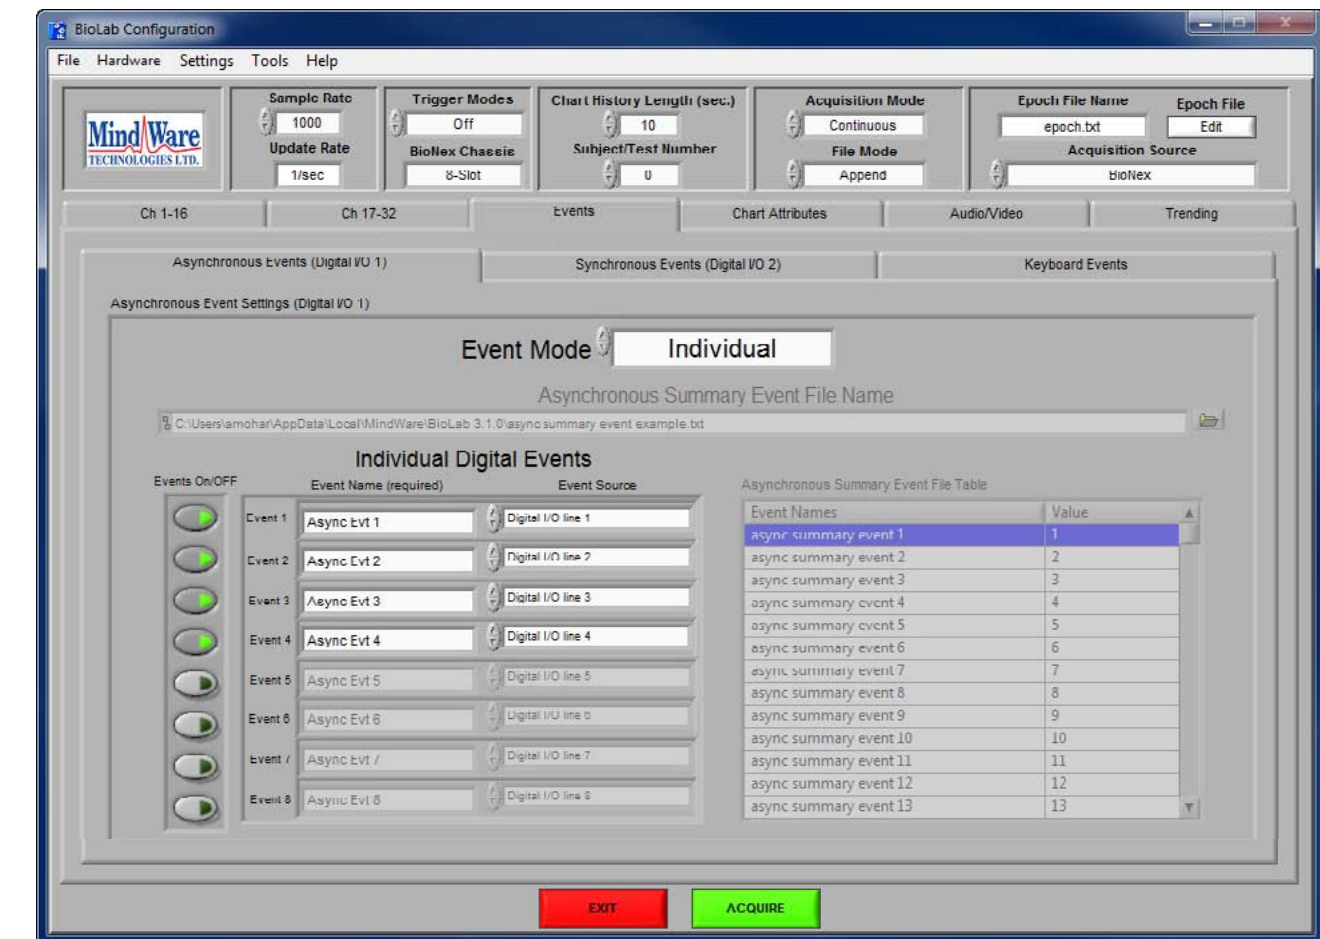 BioLab Configuration
File Hardware Settings Tools Help
MindWare
TECHNOLOGIES LTD.
Sample Rate
1000
Update Rate
1/sec
Trigger Modes
Off
BioNex Chassis
8-Slot
Chart History Length (sec.)
10
Subject/Test Number
0
Acquisition Mode
Continuous
File Mode
Append
Epoch File Name
epoch.txt
Epoch File
Edit
Acquisition Source
BioNex
Ch 1-16 Ch 17-32 Events Chart Attributes Audio/Video Trending
Asynchronous Events (Digital I/O 1) Synchronous Events (Digital I/O 2) Keyboard Events
Asynchronous Event Settings (Digital I/O 1)
Event Mode Individual
Asynchronous Summary Event File Name
C:\Users\amohar\AppData\Local\MindWare\BioLab 3.1.0\async summary event example.txt
Individual Digital Events
Events On/OFF Event Name (required) Event Source
Event 1 Async Evt 1 Digital I/O line 1
Event 2 Async Evt 2 Digital I/O line 2
Event 3 Async Evt 3 Digital I/O line 3
Event 4 Async Evt 4 Digital I/O line 4
Event 5 Async Evt 5 Digital I/O line 5
Event 6 Async Evt 6 Digital I/O line 6
Event 7 Async Evt 7 Digital I/O line 7
Event 8 Async Evt 8 Digital I/O line 8
Asynchronous Summary Event File Table
Event Names Value
async summary event 1 1
async summary event 2 2
async summary event 3 3
async summary event 4 4
async summary event 5 5
async summary event 6 6
async summary event 7 7
async summary event 8 8
async summary event 9 9
async summary event 10 10
async summary event 11 11
async summary event 12 12
async summary event 13 13
EXIT ACQUIRE